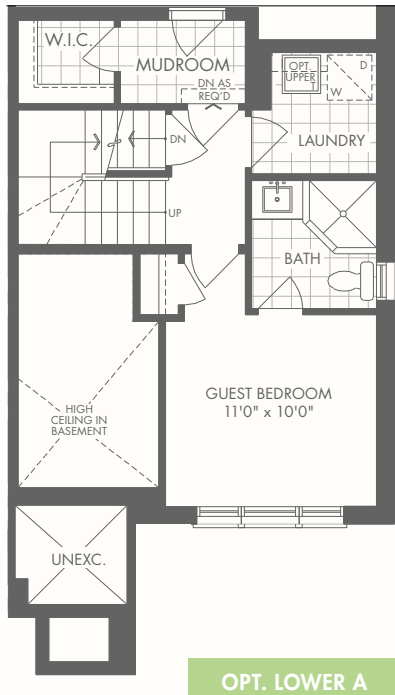 W.I.C.
MUDROOM
DN AS
REQ'D
OPT.
UPPER
T
D
W
LAUNDRY
DN
UP
BATH
GUEST BEDROOM
11'0" x 10'0"
HIGH
CEILING IN
BASEMENT
UNEXC.
OPT. LOWER A